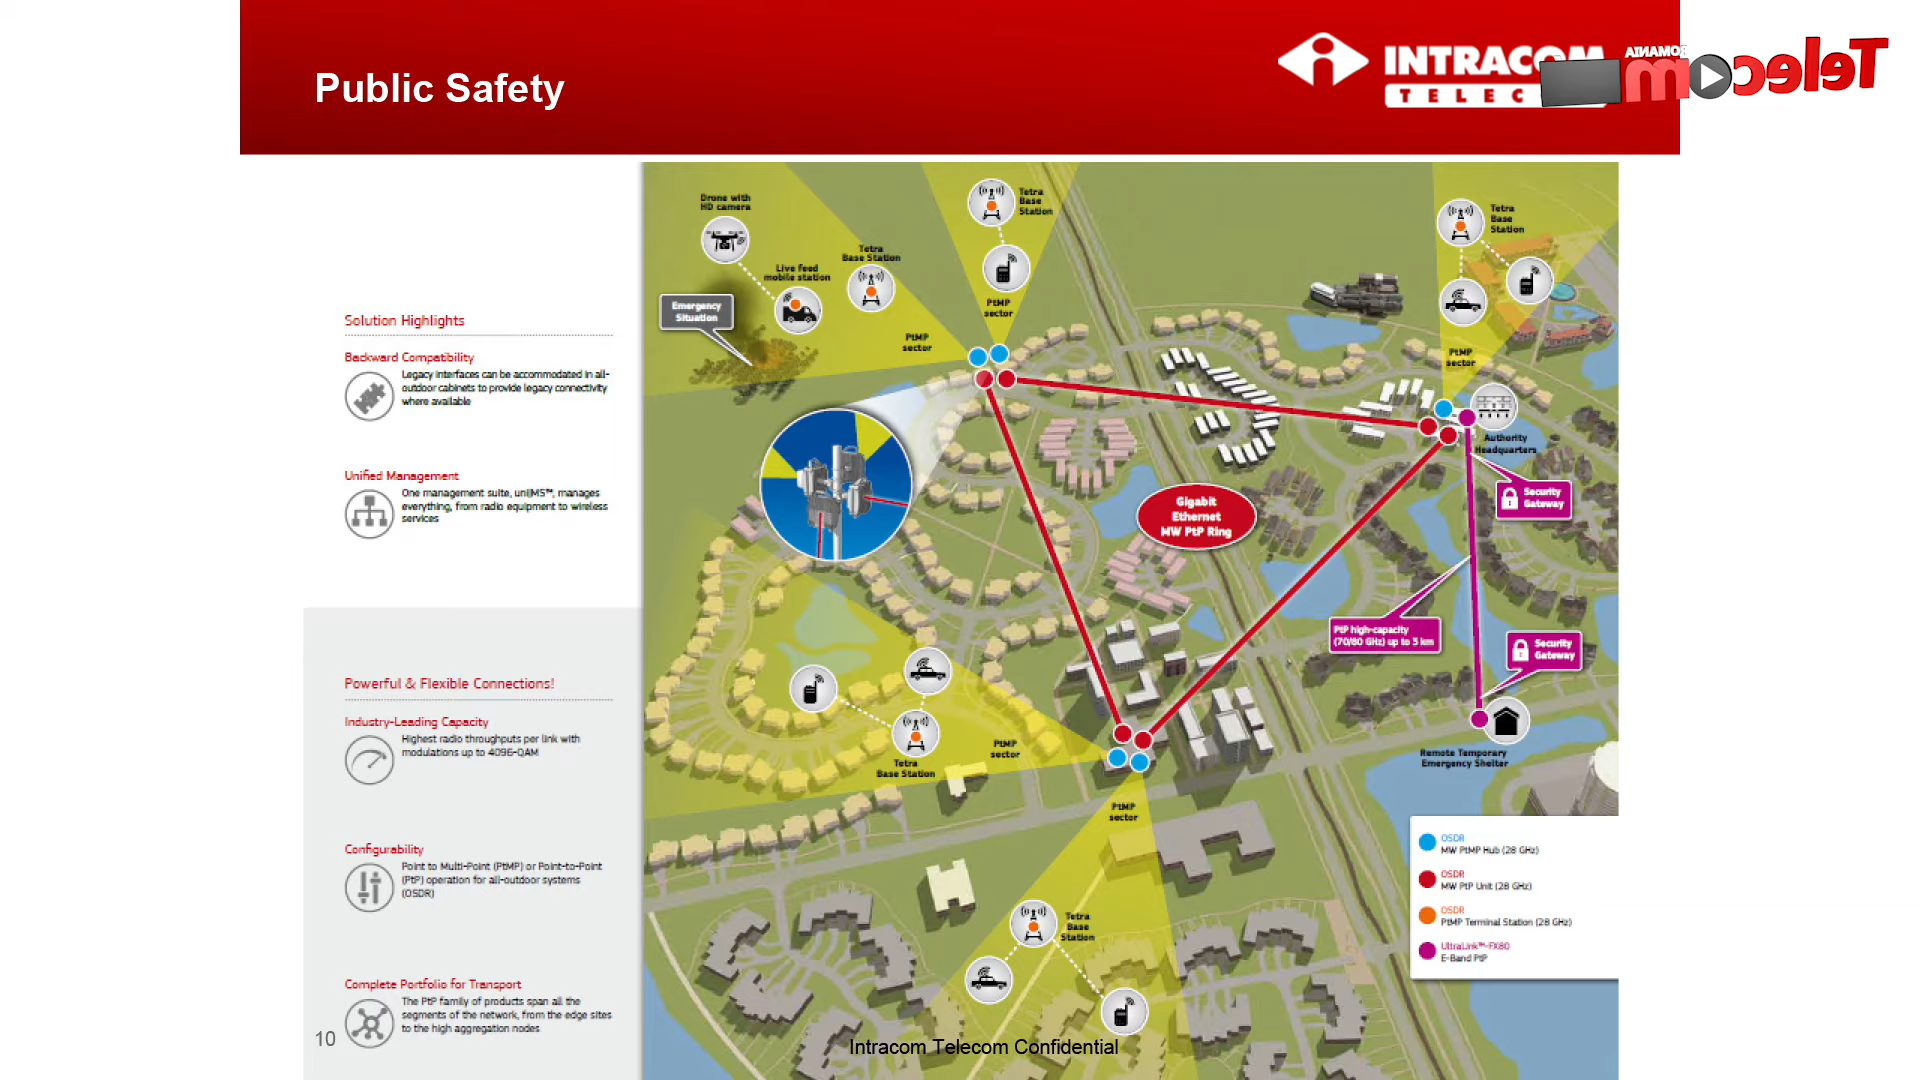 Public Safety
INTRACOM
TELEC
ROMANIA
Telecom
Solution Highlights
Backward Compatibility
Legacy interfaces can be accommodated in all-
outdoor cabinets to provide legacy connectivity
where available
Unified Management
One management suite, uni|MS™, manages
everything, from radio equipment to wireless
services
Powerful & Flexible Connections!
Industry-Leading Capacity
Highest radio throughputs per link with
modulations up to 4096-QAM
Configurability
Point to Multi-Point (PtMP) or Point-to-Point
(PtP) operation for all-outdoor systems
(OSDR)
Complete Portfolio for Transport
The PtP family of products span all the
segments of the network, from the edge sites
to the high aggregation nodes
10
Drone with
HD camera
Live feed
mobile station
Tetra
Base Station
Emergency
Situation
PtMP
sector
Tetra
Base
Station
PtMP
sector
Tetra
Base
Station
PtMP
sector
Authority
Headquarters
Security
Gateway
Gigabit
Ethernet
MW PtP Ring
PtP high-capacity
(70/80 GHz) up to 3 km
Security
Gateway
Remote Temporary
Emergency Shelter
Tetra
Base Station
PtMP
sector
PtMP
sector
Tetra
Base
Station
OSDR
MW PtMP Hub (28 GHz)
OSDR
MW PtP Unit (28 GHz)
OSDR
PtMP Terminal Station (28 GHz)
UltraLink™-FX80
E-Band PtP
Intracom Telecom Confidential